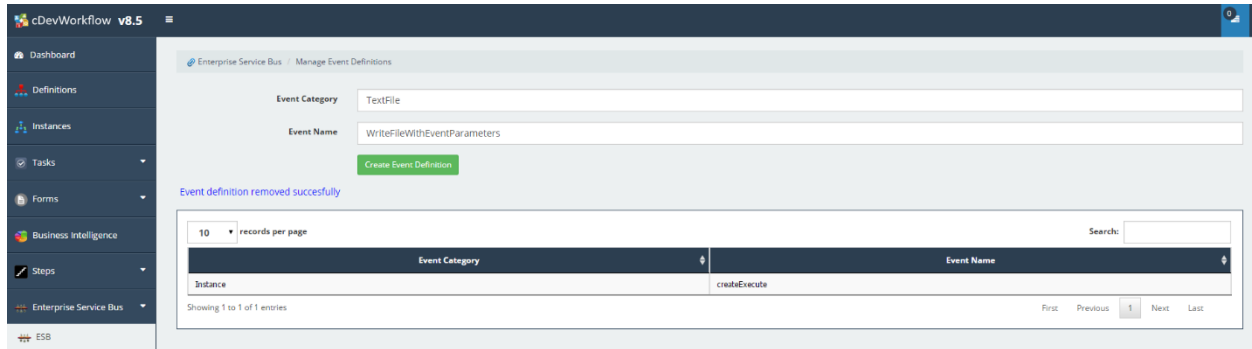 cDevWorkflow v8.5
0
Dashboard
Definitions
Instances
Tasks
Forms
Business Intelligence
Steps
Enterprise Service Bus
ESB
Enterprise Service Bus / Manage Event Definitions
Event Category TextFile
Event Name WriteFileWithEventParameters
Create Event Definition
Event definition removed succesfully
10 records per page Search:
Event Category Event Name
Instance createExecute
Showing 1 to 1 of 1 entries First Previous 1 Next Last